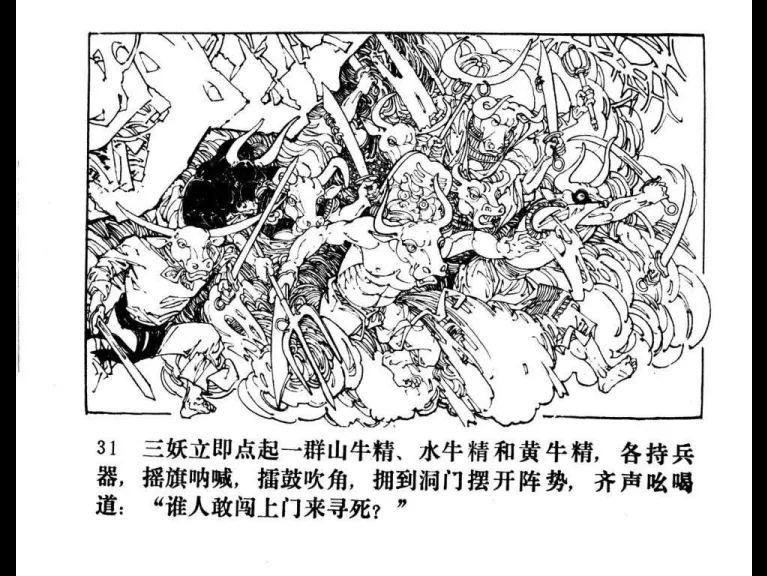 31 三妖立即点起一群山牛精、水牛精和黄牛精，各持兵
器，摇旗呐喊，擂鼓吹角，拥到洞门摆开阵势，齐声吆喝
道：“谁人敢闯上门来寻死？”